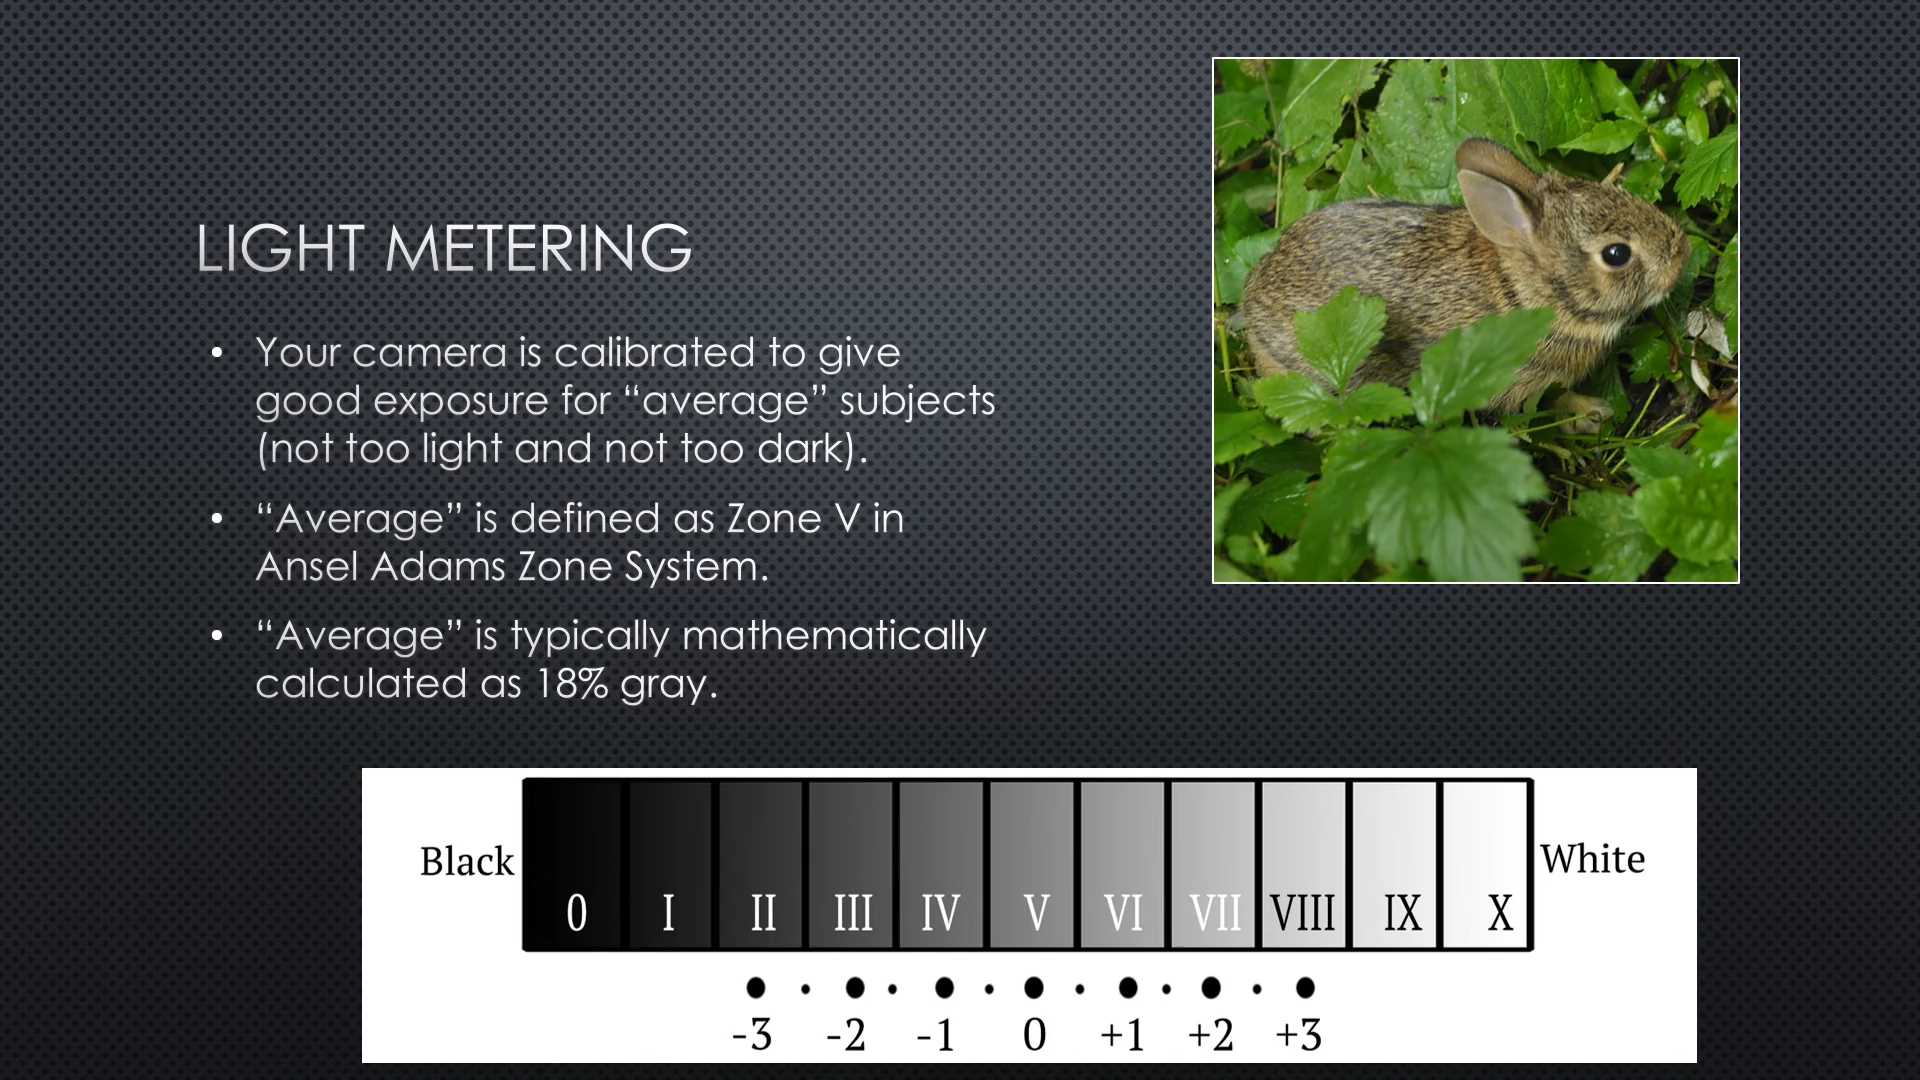 LIGHT METERING
• Your camera is calibrated to give
good exposure for “average” subjects
(not too light and not too dark).
• “Average” is defined as Zone V in
Ansel Adams Zone System.
• “Average” is typically mathematically
calculated as 18% gray.
Black 0 I II III IV V VI VII VIII IX X White
-3 -2 -1 0 +1 +2 +3